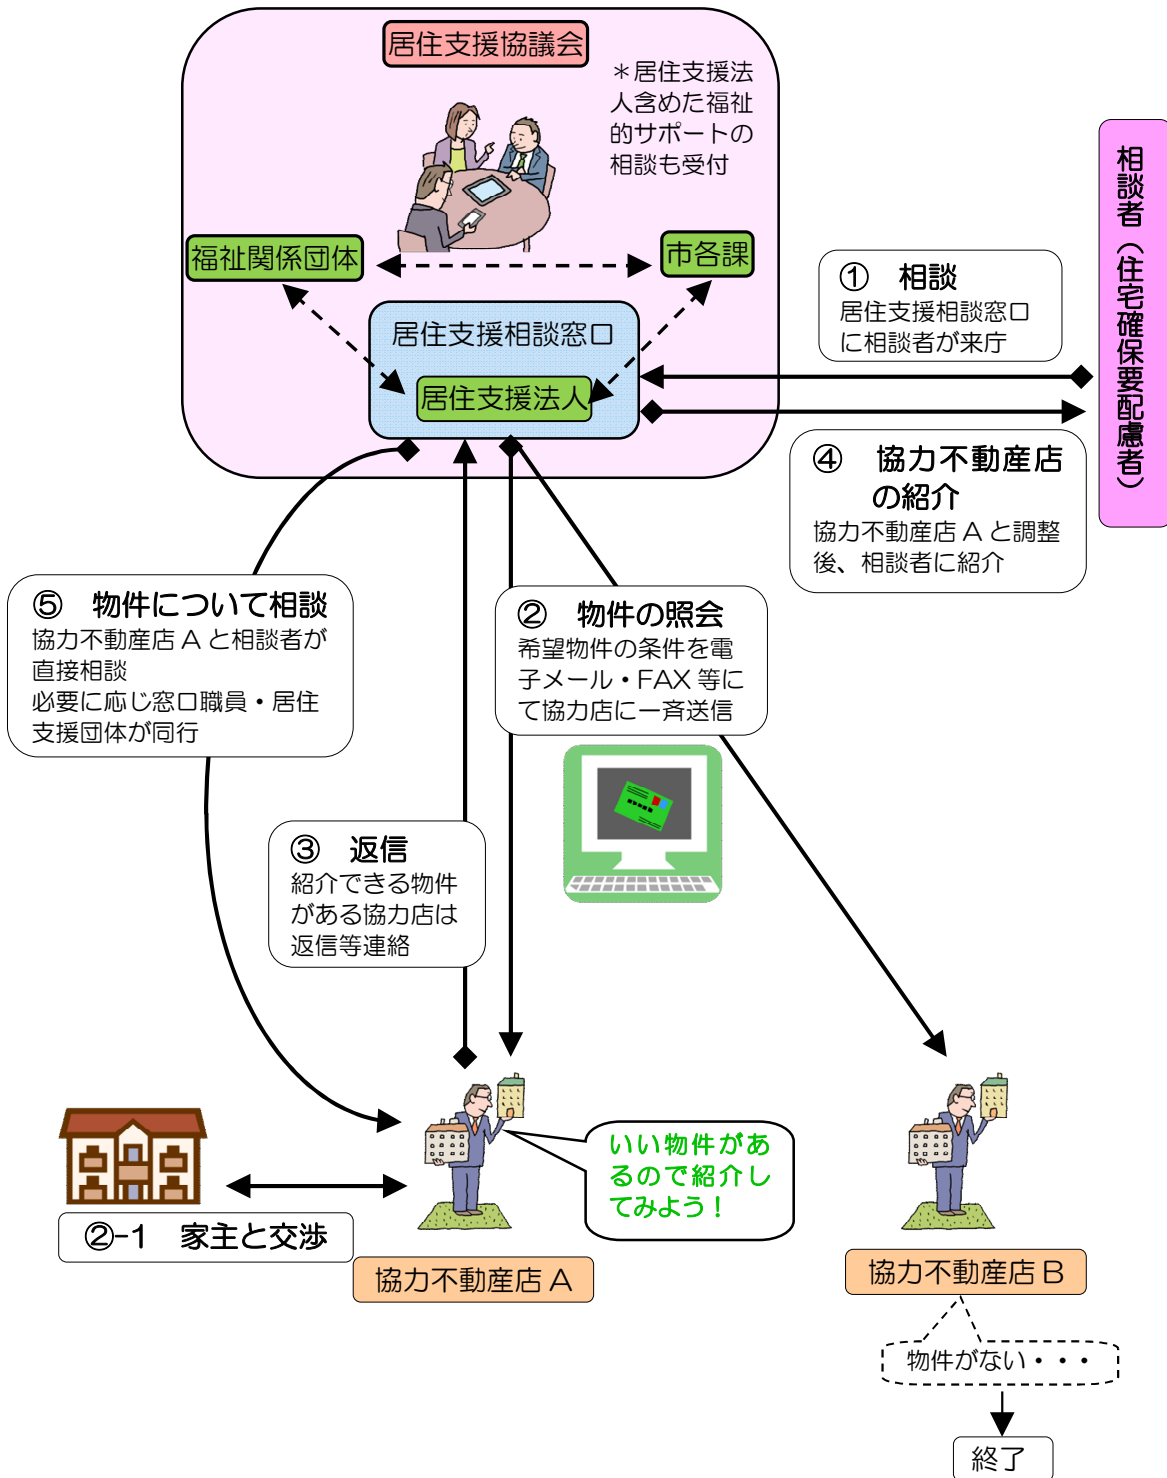 居住支援協議会
＊居住支援法
人含めた福祉
的サポートの
相談も受付
福祉関係団体
市各課
居住支援相談窓口
居住支援法人
相談者（住宅確保要配慮者）
① 相談
居住支援相談窓口
に相談者が来庁
④ 協力不動産店
の紹介
協力不動産店 A と調整
後、相談者に紹介
⑤ 物件について相談
協力不動産店 A と相談者が
直接相談
必要に応じ窓口職員・居住
支援団体が同行
② 物件の照会
希望物件の条件を電
子メール・FAX 等に
て協力店に一斉送信
③ 返信
紹介できる物件
がある協力店は
返信等連絡
いい物件があ
るので紹介し
てみよう！
②-1 家主と交渉
協力不動産店 A
協力不動産店 B
物件がない・・・
終了